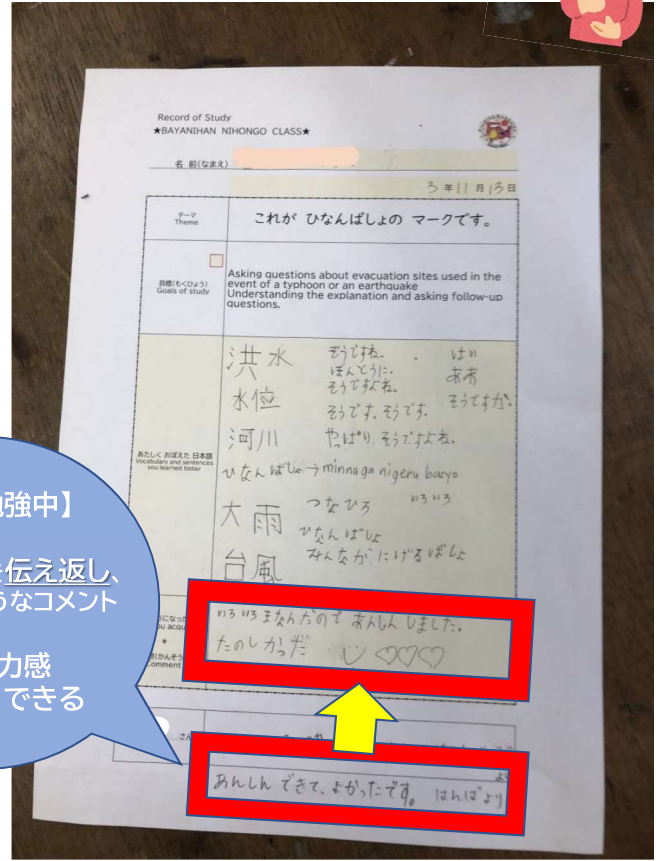 Record of Study
★BAYANIHAN NIHONGO CLASS★
名 前(なまえ)
3 年 11 月 13 日
テーマ
Theme
これが ひなんばしょの マークです。
目標(もくひょう)
Goals of study
Asking questions about evacuation sites used in the
event of a typhoon or an earthquake
Understanding the explanation and asking follow-up
questions.
あたしく おぼえた 日本語
Vocabulary and sentences
you learned today
洪水 そうですね。 はい
ほんとうに。 ああ
そうですよね。
水位 そうです。そうです。 そうですか。
河川 やっぱり、そうですよね。
ひなんばしょ→minnaga nigeru basyo
大雨 つなひろ いろいろ
ひなんばしょ
みんなが にげるばしょ
台風
強中】
を伝え返し、
うなコメント
力感
できる
いろいろまなんだので あんしん しました。
たのしかった
Comment
さん
より
あんしん できて、よかったです。